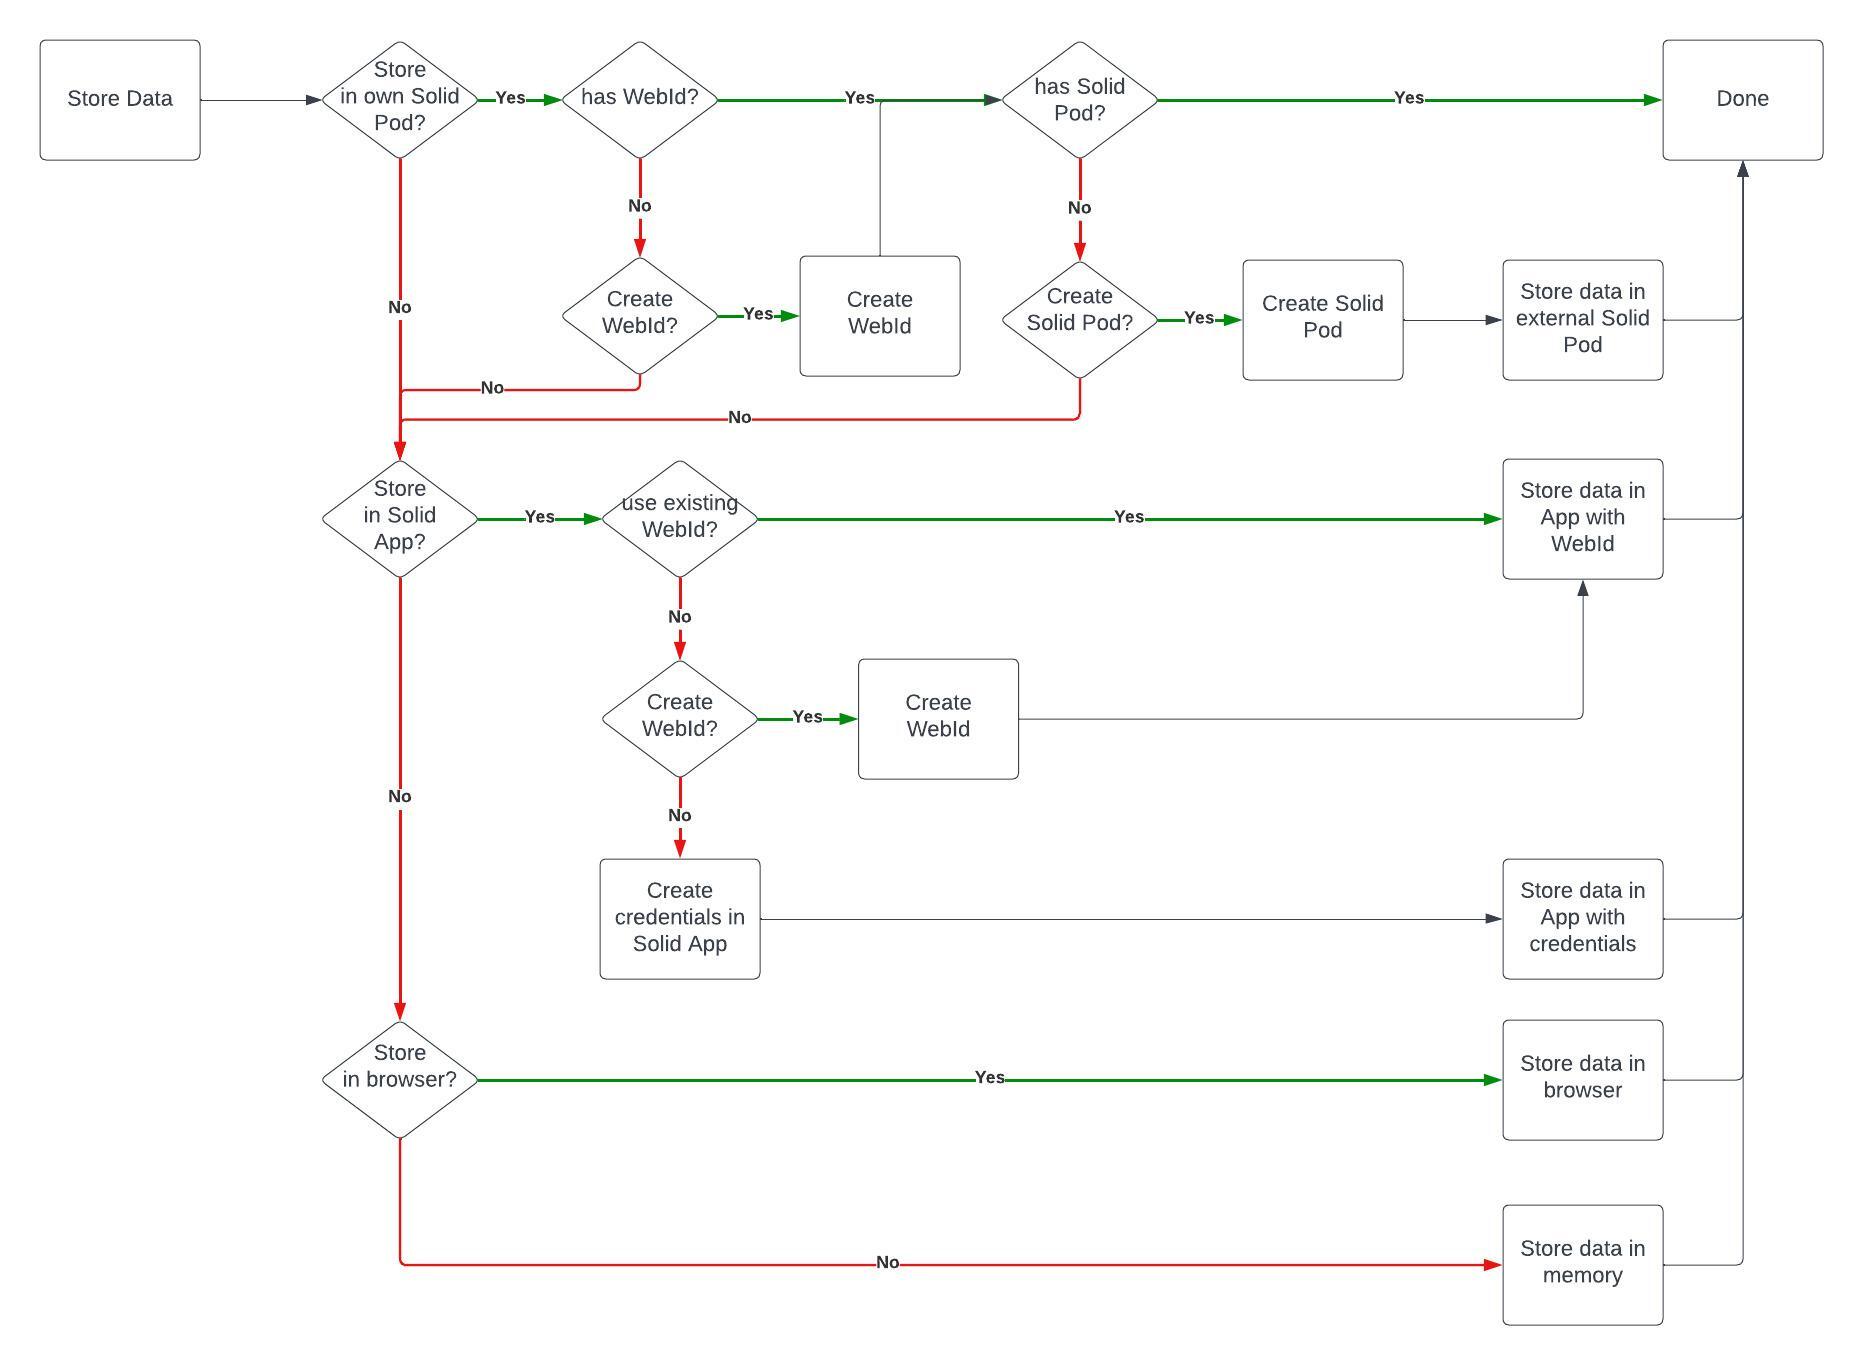 Store Data
Store
in own Solid
Pod?
Yes
has WebId?
Yes
has Solid
Pod?
Yes
Done
No
No
No
Create
WebId?
Yes
Create
WebId
Create
Solid Pod?
Yes
Create Solid
Pod
Store data in
external Solid
Pod
No
No
Store
in Solid
App?
Yes
use existing
WebId?
Yes
Store data in
App with
WebId
No
Create
WebId?
Yes
Create
WebId
No
No
Create
credentials in
Solid App
Store data in
App with
credentials
Store
in browser?
Yes
Store data in
browser
No
Store data in
memory